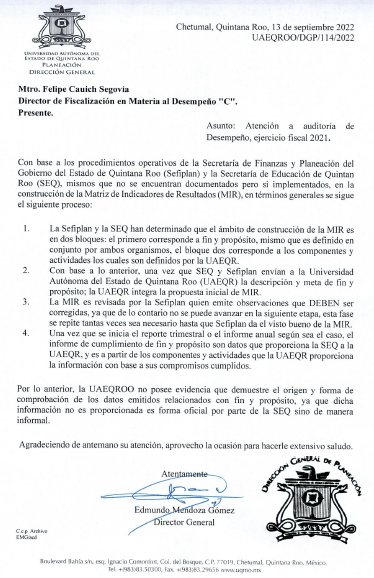 Chetumal, Quintana Roo, 13 de septiembre 2022
UAEQROO/DGP/114/2022
UNIVERSIDAD AUTÓNOMA DEL
ESTADO DE QUINTANA ROO
PLANEACIÓN
DIRECCIÓN GENERAL
Mtro. Felipe Cauich Segovia
Director de Fiscalización en Materia al Desempeño "C".
Presente.
Asunto: Atención a auditoría de
Desempeño, ejercicio fiscal 2021.
Con base a los procedimientos operativos de la Secretaría de Finanzas y Planeación del
Gobierno del Estado de Quintana Roo (Sefiplan) y la Secretaría de Educación de Quintan
Roo (SEQ), mismos que no se encuentran documentados pero si implementados, en la
construcción de la Matriz de Indicadores de Resultados (MIR), en términos generales se sigue
el siguiente proceso:
1. La Sefiplan y la SEQ han determinado que el ámbito de construcción de la MIR es
en dos bloques: el primero corresponde a fin y propósito, mismo que es definido en
conjunto por ambos organismos, el bloque dos corresponde a los componentes y
actividades los cuales son definidos por la UAEQR.
2. Con base a lo anterior, una vez que SEQ y Sefiplan envían a la Universidad
Autónoma del Estado de Quintana Roo (UAEQR) la descripción y meta de fin y
propósito; la UAEQR integra la propuesta inicial de MIR.
3. La MIR es revisada por la Sefiplan quien emite observaciones que DEBEN ser
corregidas, ya que de lo contario no se puede avanzar en la siguiente etapa, esta fase
se repite tantas veces sea necesario hasta que Sefiplan da el visto bueno de la MIR.
4. Una vez que se inicia el reporte trimestral o el informe anual según sea el caso, el
informe de cumplimiento de fin y propósito son datos que proporciona la SEQ a la
UAEQR, y es a partir de los componentes y actividades que la UAEQR proporciona
la información con base a sus compromisos cumplidos.
Por lo anterior, la UAEQROO no posee evidencia que demuestre el origen y forma de
comprobación de los datos emitidos relacionados con fin y propósito, ya que dicha
información no es proporcionada es forma oficial por parte de la SEQ sino de manera
informal.
Agradeciendo de antemano su atención, aprovecho la ocasión para hacerle extensivo saludo.
Atentamente
Edmundo Mendoza Gómez
Director General
DIRECCIÓN GENERAL DE PLANEACIÓN
C.c.p. Archivo
Boulevard Bahía s/n, esq. Ignacio Comonfort, Col. del Bosque, C.P. 77019, Chetumal, Quintana Roo, México.
Tel. +(983)83.50300, Fax. +(983)83.29656 www.uqroo.mx